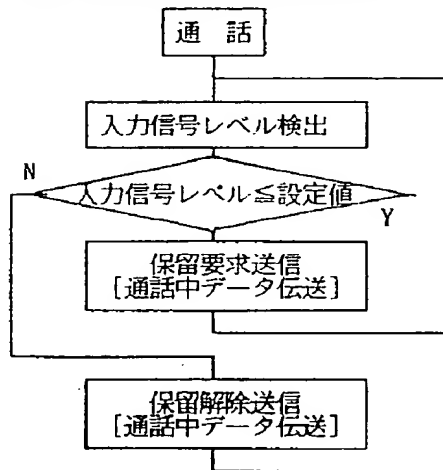 通 話
入力信号レベル検出
入力信号レベル≦設定値
N
Y
保留要求送信
[通話中データ伝送]
保留解除送信
[通話中データ伝送]